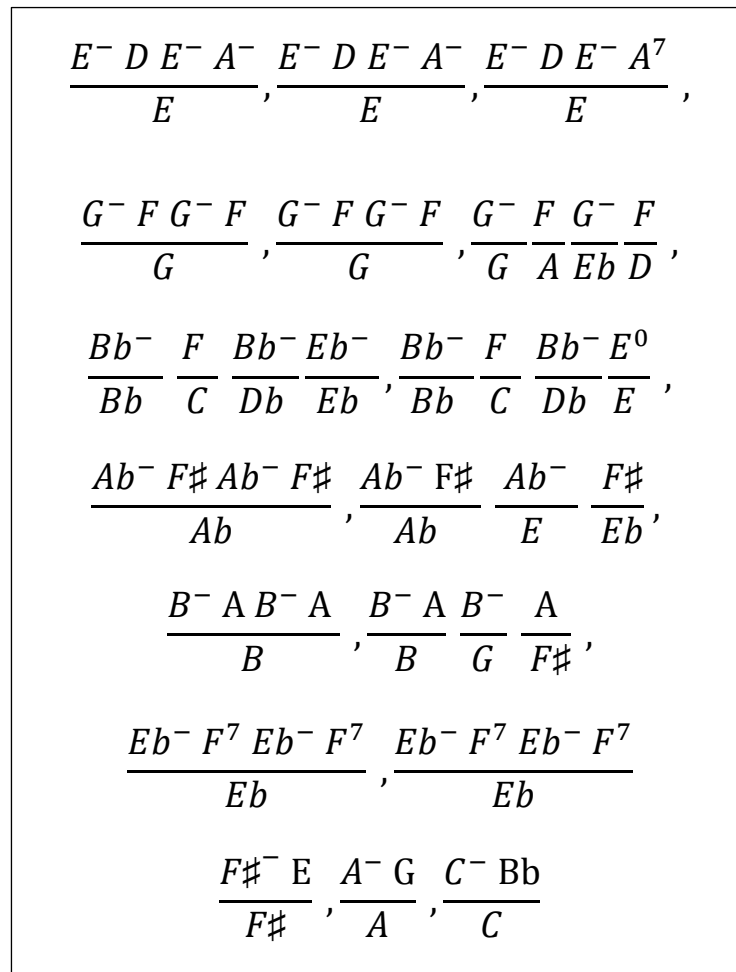 E⁻ D E⁻ A⁻ / E , E⁻ D E⁻ A⁻ / E , E⁻ D E⁻ A⁷ / E ,
G⁻ F G⁻ F / G , G⁻ F G⁻ F / G , G⁻ / G F / A G⁻ / Eb F / D ,
Bb⁻ / Bb F / C Bb⁻ / Db Eb⁻ / Eb , Bb⁻ / Bb F / C Bb⁻ / Db E⁰ / E ,
Ab⁻ F♯ Ab⁻ F♯ / Ab , Ab⁻ F♯ / Ab Ab⁻ / E F♯ / Eb ,
B⁻ A B⁻ A / B , B⁻ A / B B⁻ / G A / F♯ ,
Eb⁻ F⁷ Eb⁻ F⁷ / Eb , Eb⁻ F⁷ Eb⁻ F⁷ / Eb
F♯⁻ E / F♯ , A⁻ G / A , C⁻ Bb / C